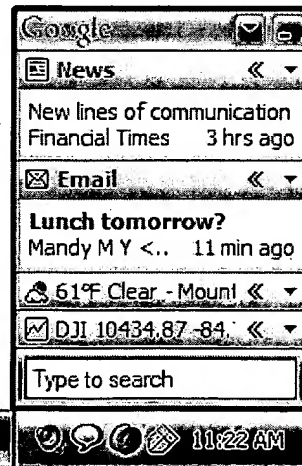 Google
News «
New lines of communication
Financial Times 3 hrs ago
Email «
Lunch tomorrow?
Mandy M Y <.. 11 min ago
61°F Clear - Mount «
DJI 10434.87 -84. «
Type to search
11:22 AM